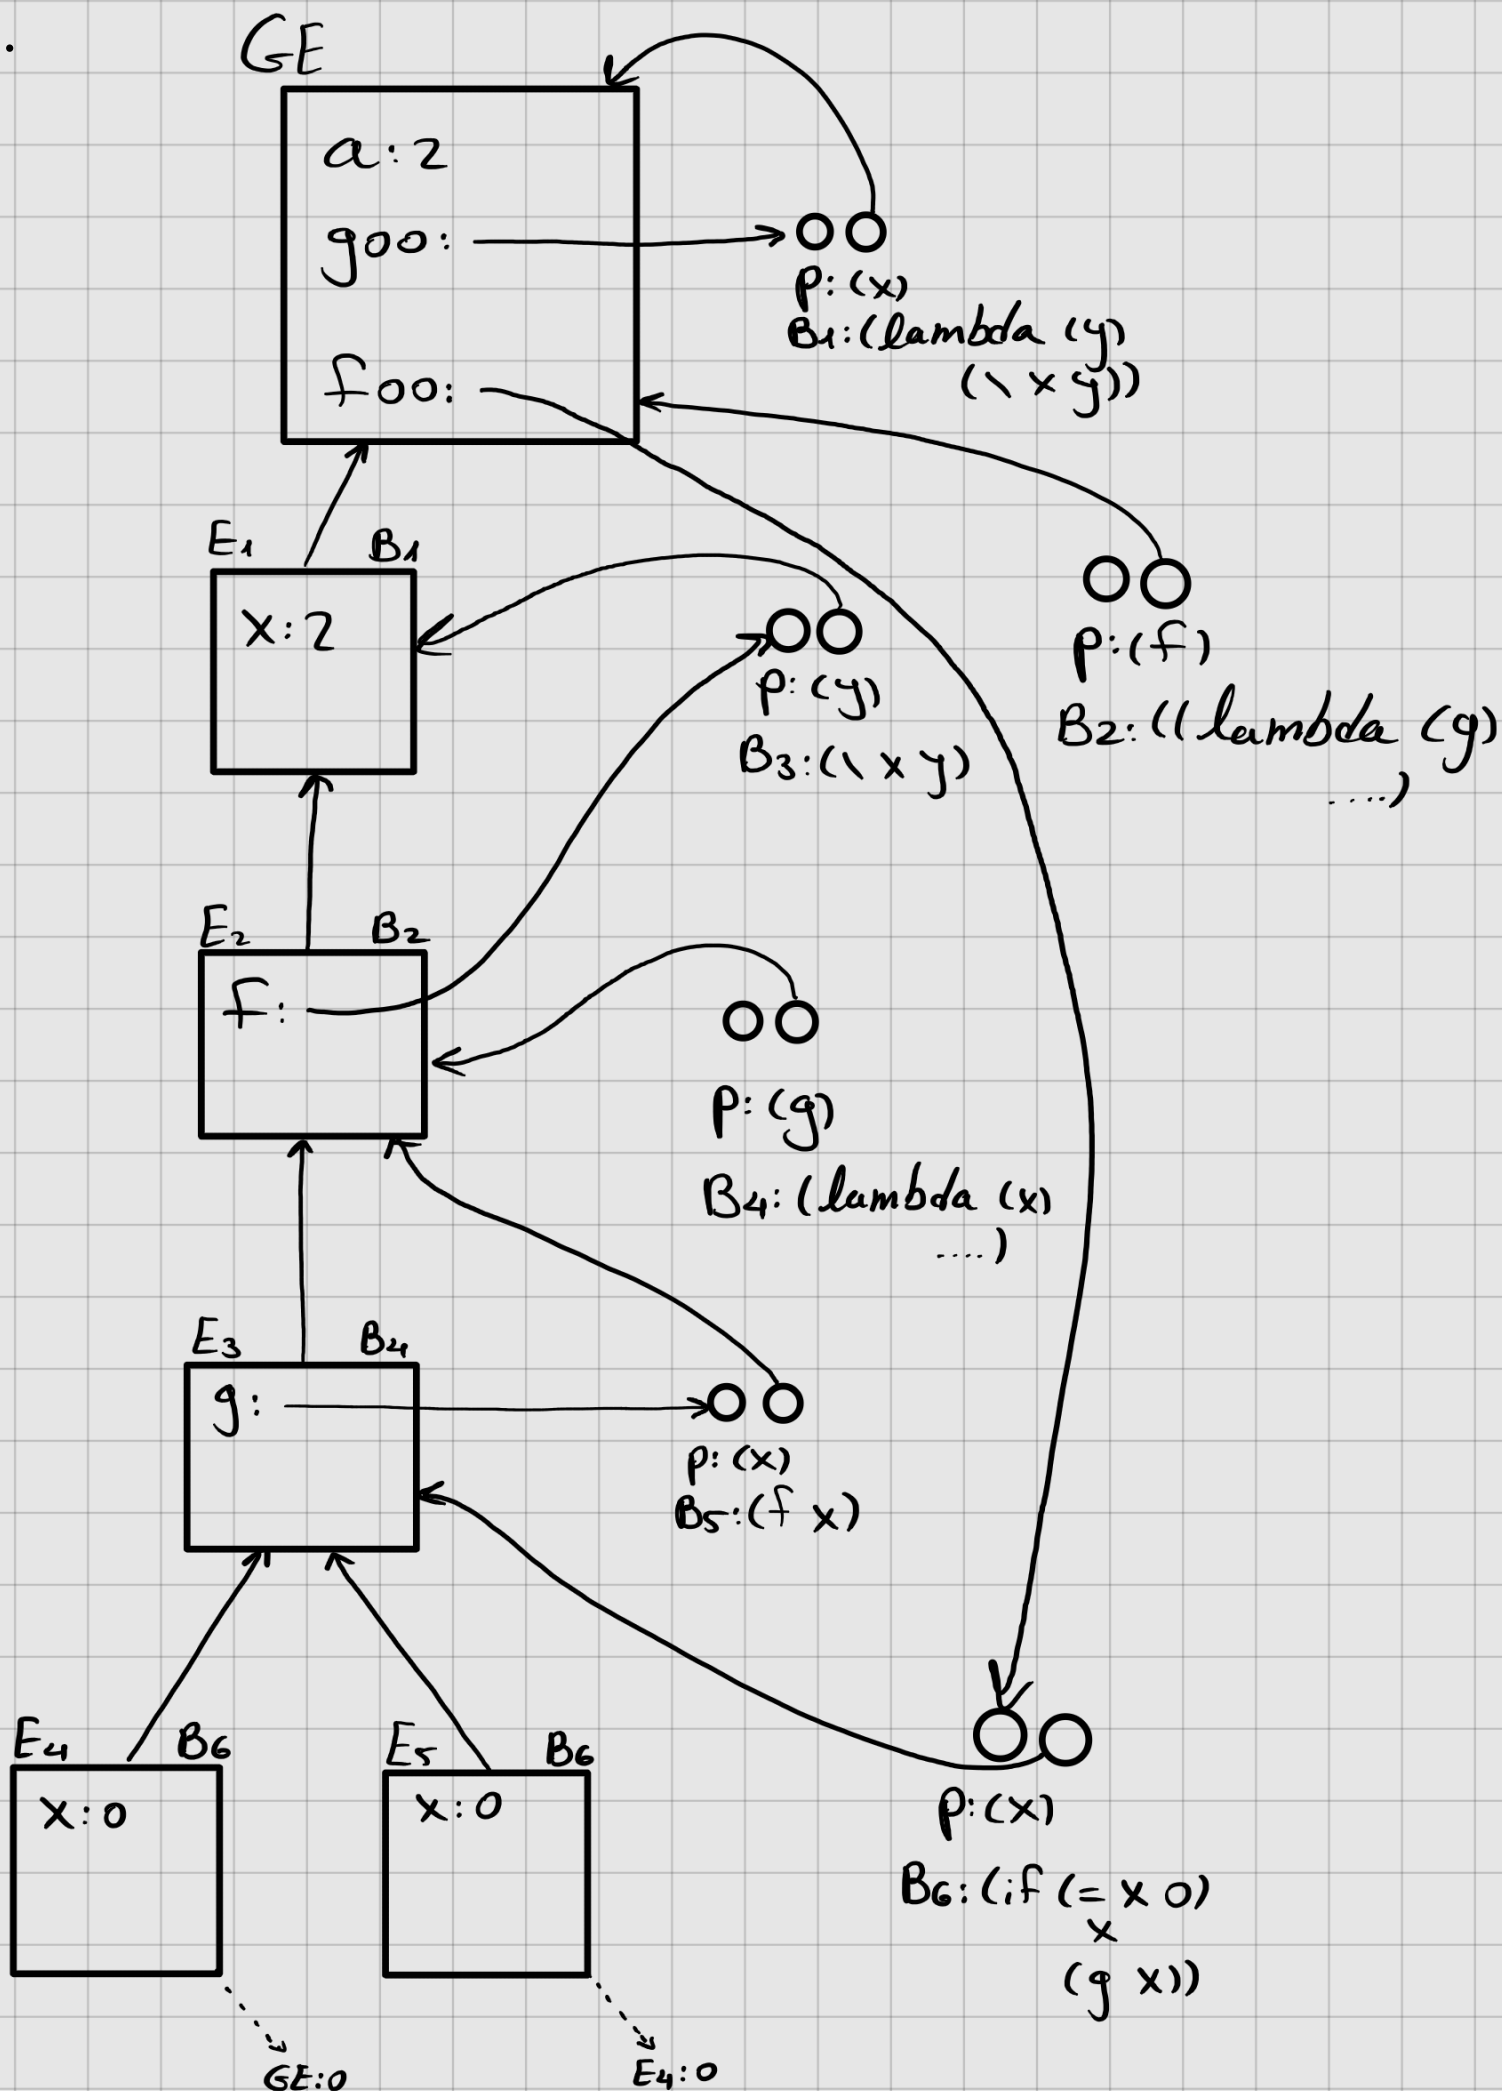 GE
a:2
goo:
p:(x)
B1:(lambda (y)
(\ x y))
foo:
E1 B1
x:2
p:(y)
B3:(\ x y)
p:(f)
B2:((lambda (g)
....)
E2 B2
f:
p:(g)
B4:(lambda (x)
....)
E3 B4
g:
p:(x)
B5:(f x)
E4 B6
x:0
E5 B6
x:0
p:(x)
B6:(if (= x 0)
x
(g x))
GE:0
E4:0